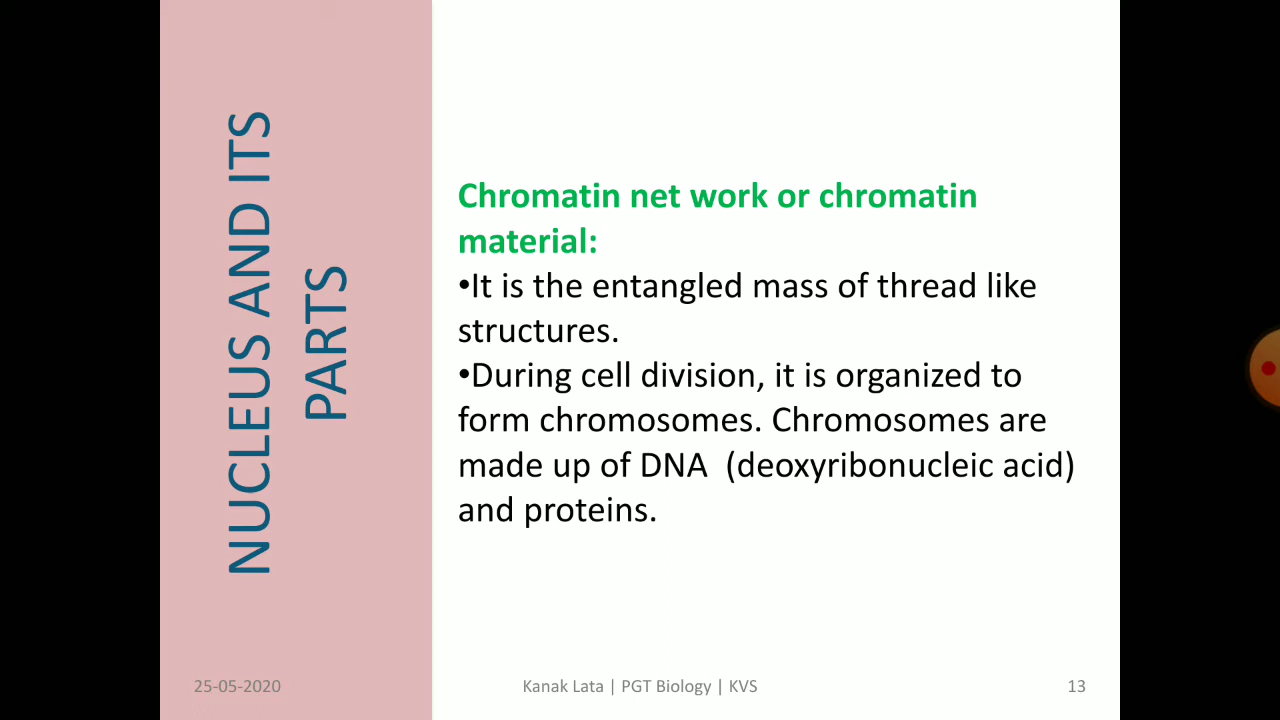 NUCLEUS AND ITS
PARTS
Chromatin net work or chromatin
material:
•It is the entangled mass of thread like
structures.
•During cell division, it is organized to
form chromosomes. Chromosomes are
made up of DNA  (deoxyribonucleic acid)
and proteins.
25-05-2020
Kanak Lata | PGT Biology | KVS
13